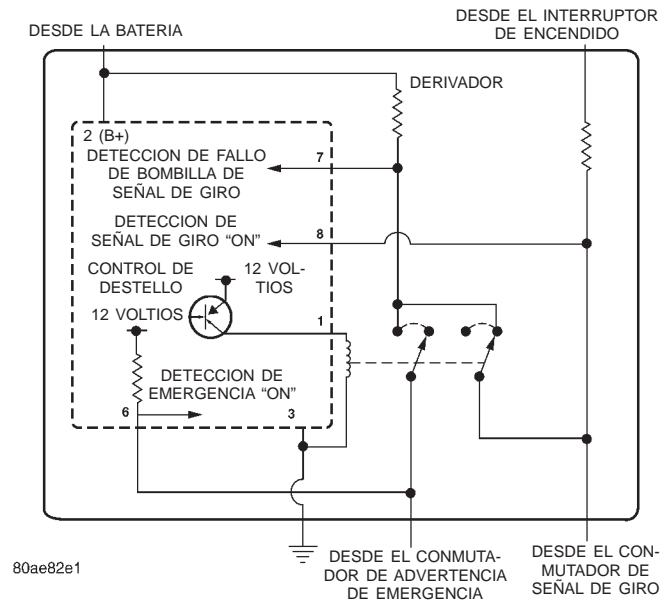 DESDE EL INTERRUPTOR
DE ENCENDIDO
DESDE LA BATERIA
DERIVADOR
2 (B+)
DETECCION DE FALLO
DE BOMBILLA DE
SEÑAL DE GIRO
7
DETECCION DE
SEÑAL DE GIRO “ON”
8
CONTROL DE
DESTELLO
12 VOL-
TIOS
12 VOLTIOS
1
DETECCION DE
EMERGENCIA “ON”
6
3
DESDE EL CONMUTA-
DOR DE ADVERTENCIA
DE EMERGENCIA
DESDE EL CON-
MUTADOR DE
SEÑAL DE GIRO
80ae82e1